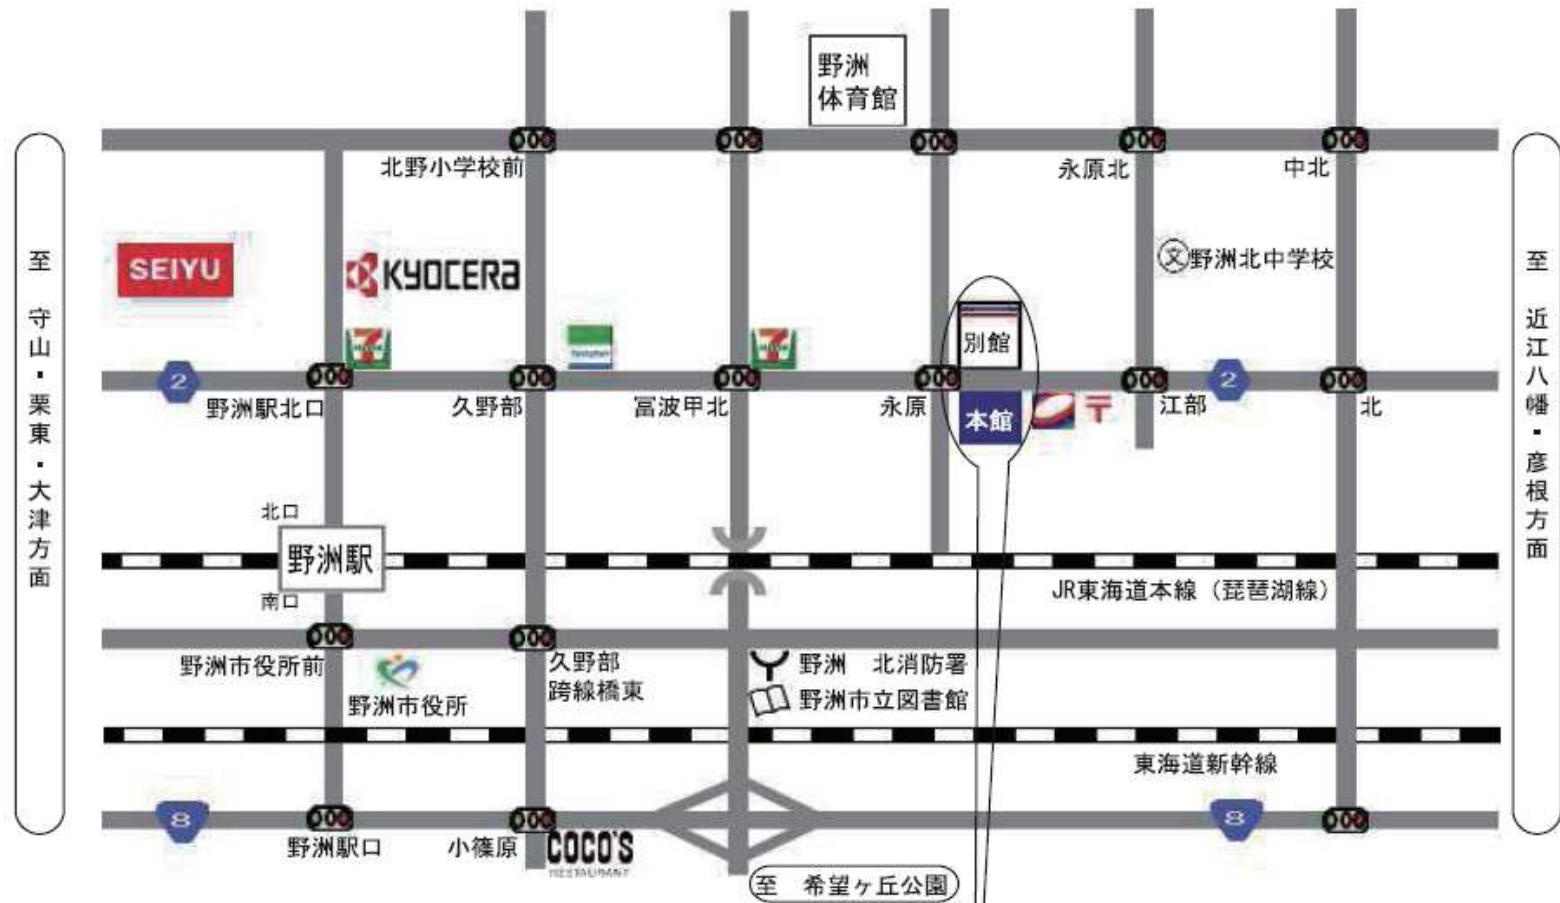 野洲
体育館
北野小学校前
永原北
中北
至 守山・栗東・大津方面
SEIYU
KYOCERA
文
野洲北中学校
至 近江八幡・彦根方面
別館
2
野洲駅北口
久野部
冨波甲北
永原
本館
〒
江部
2
北
北口
野洲駅
南口
JR東海道本線（琵琶湖線）
野洲市役所前
野洲市役所
久野部
跨線橋東
野洲 北消防署
野洲市立図書館
東海道新幹線
8
8
野洲駅口
小篠原
COCO'S
RESTAURANT
至 希望ヶ丘公園